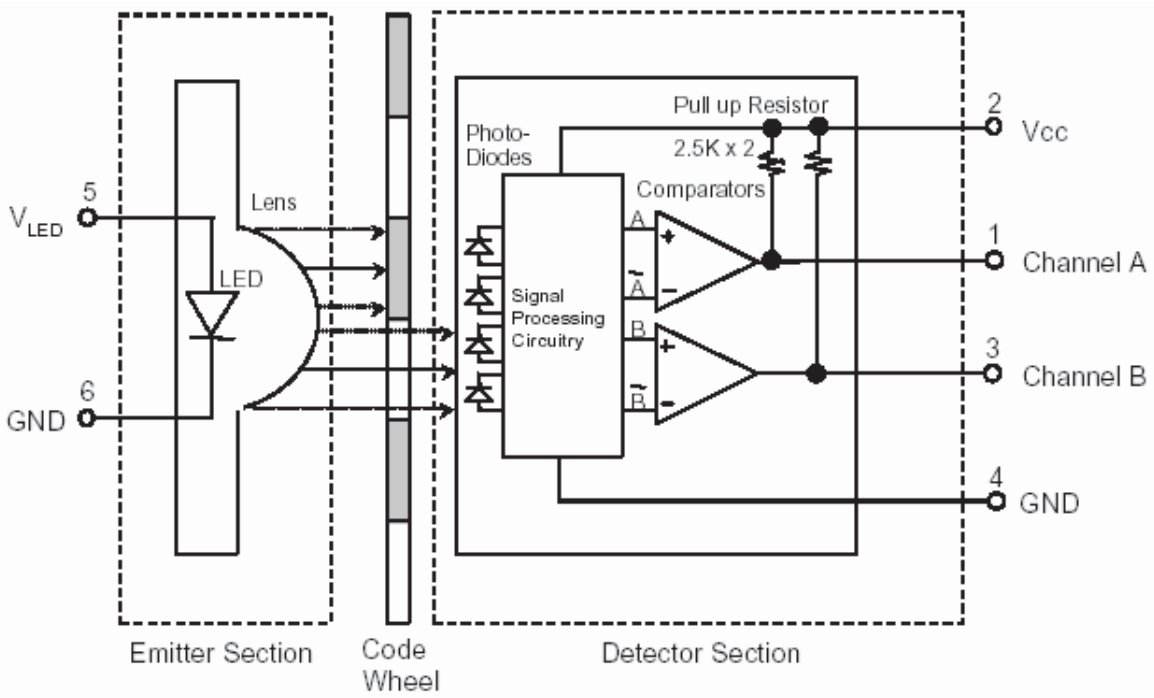 Pull up Resistor
2.5K x 2
Photo-
Diodes
Comparators
2
Vcc
5
V_LED
Lens
LED
A
Ã
B
B̃
+
−
+
−
Signal
Processing
Circuitry
1
Channel A
3
Channel B
6
GND
4
GND
Emitter Section
Code
Wheel
Detector Section